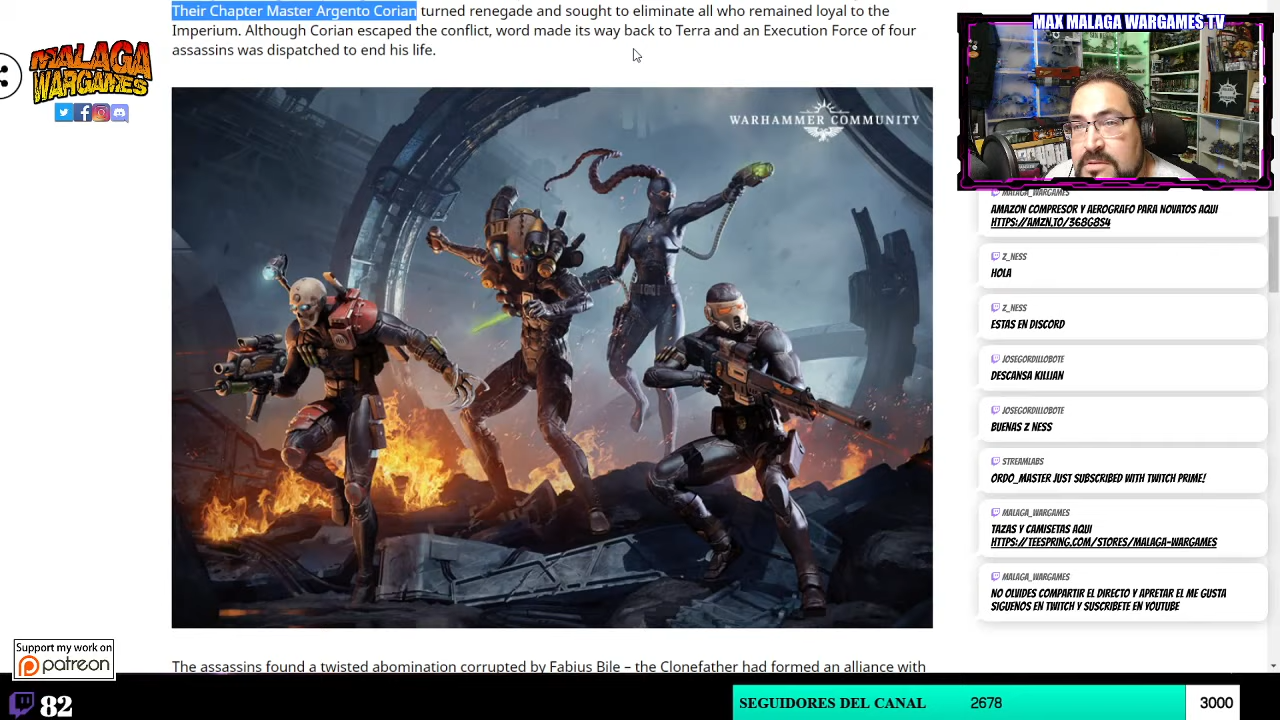 Their Chapter Master Argento Corian turned renegade and sought to eliminate all who remained loyal to the
Imperium. Although Corian escaped the conflict, word made its way back to Terra and an Execution Force of four
assassins was dispatched to end his life.
MALAGA
WARGAMES
WARHAMMER COMMUNITY
The assassins found a twisted abomination corrupted by Fabius Bile – the Clonefather had formed an alliance with
MAX MALAGA WARGAMES TV
MALAGA_WARGAMES
AMAZON COMPRESOR Y AEROGRAFO PARA NOVATOS AQUI
HTTPS://AMZN.TO/368G8S4
Z_NESS
HOLA
Z_NESS
ESTAS EN DISCORD
JOSEGORDILLOBOTE
DESCANSA KILLIAN
JOSEGORDILLOBOTE
BUENAS Z NESS
STREAMLABS
ORDO_MASTER JUST SUBSCRIBED WITH TWITCH PRIME!
MALAGA_WARGAMES
TAZAS Y CAMISETAS AQUI
HTTPS://TEESPRING.COM/STORES/MALAGA-WARGAMES
MALAGA_WARGAMES
NO OLVIDES COMPARTIR EL DIRECTO Y APRETAR EL ME GUSTA
SIGUENOS EN TWITCH Y SUSCRIBETE EN YOUTUBE
Support my work on
patreon
82
SEGUIDORES DEL CANAL 2678 3000